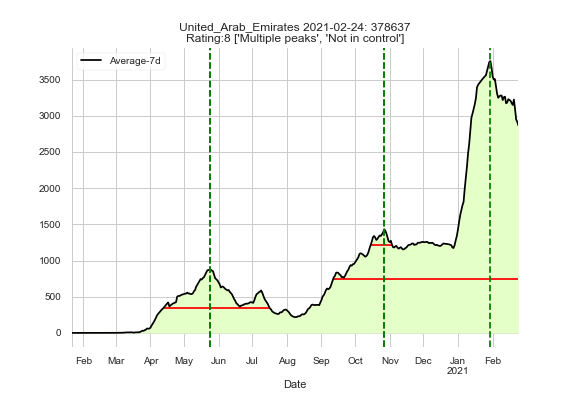 United_Arab_Emirates 2021-02-24: 378637
Rating:8 ['Multiple peaks', 'Not in control']
Average-7d
3500
3000
2500
2000
1500
1000
500
0
Feb Mar Apr May Jun Jul Aug Sep Oct Nov Dec Jan Feb
2021
Date